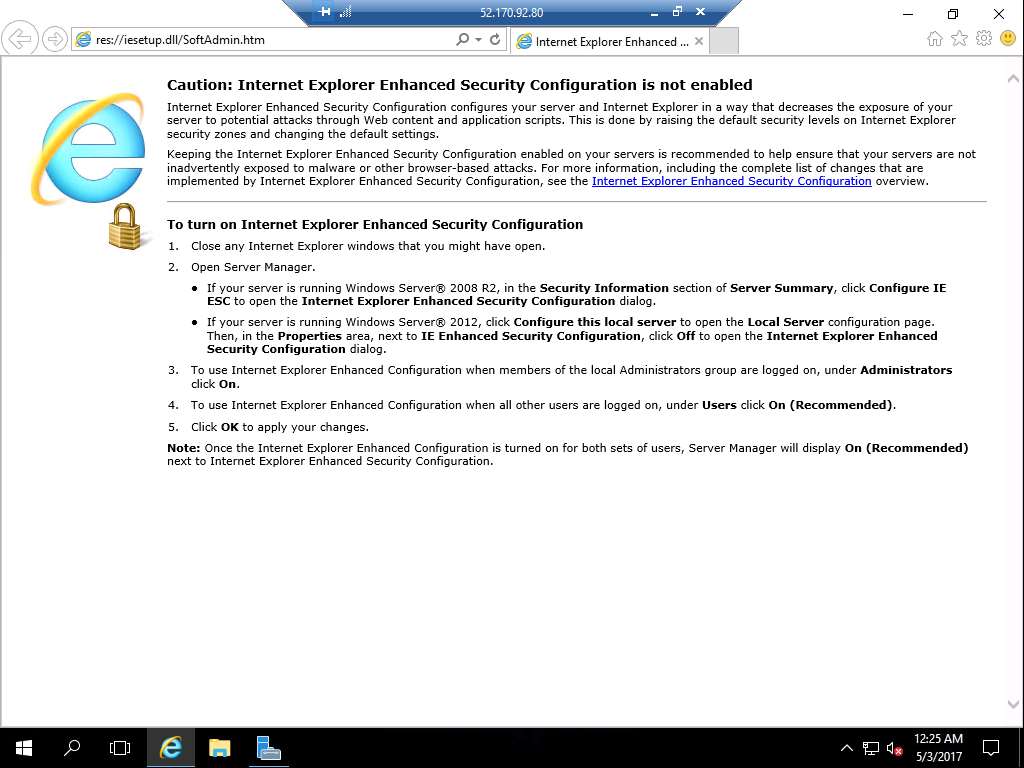 52.170.92.80
res://iesetup.dll/SoftAdmin.htm
Internet Explorer Enhanced ...
Caution: Internet Explorer Enhanced Security Configuration is not enabled
Internet Explorer Enhanced Security Configuration configures your server and Internet Explorer in a way that decreases the exposure of your
server to potential attacks through Web content and application scripts. This is done by raising the default security levels on Internet Explorer
security zones and changing the default settings.
Keeping the Internet Explorer Enhanced Security Configuration enabled on your servers is recommended to help ensure that your servers are not
inadvertently exposed to malware or other browser-based attacks. For more information, including the complete list of changes that are
implemented by Internet Explorer Enhanced Security Configuration, see the Internet Explorer Enhanced Security Configuration overview.
To turn on Internet Explorer Enhanced Security Configuration
1. Close any Internet Explorer windows that you might have open.
2. Open Server Manager.
• If your server is running Windows Server® 2008 R2, in the Security Information section of Server Summary, click Configure IE
ESC to open the Internet Explorer Enhanced Security Configuration dialog.
• If your server is running Windows Server® 2012, click Configure this local server to open the Local Server configuration page.
Then, in the Properties area, next to IE Enhanced Security Configuration, click Off to open the Internet Explorer Enhanced
Security Configuration dialog.
3. To use Internet Explorer Enhanced Configuration when members of the local Administrators group are logged on, under Administrators
click On.
4. To use Internet Explorer Enhanced Configuration when all other users are logged on, under Users click On (Recommended).
5. Click OK to apply your changes.
Note: Once the Internet Explorer Enhanced Configuration is turned on for both sets of users, Server Manager will display On (Recommended)
next to Internet Explorer Enhanced Security Configuration.
12:25 AM
5/3/2017